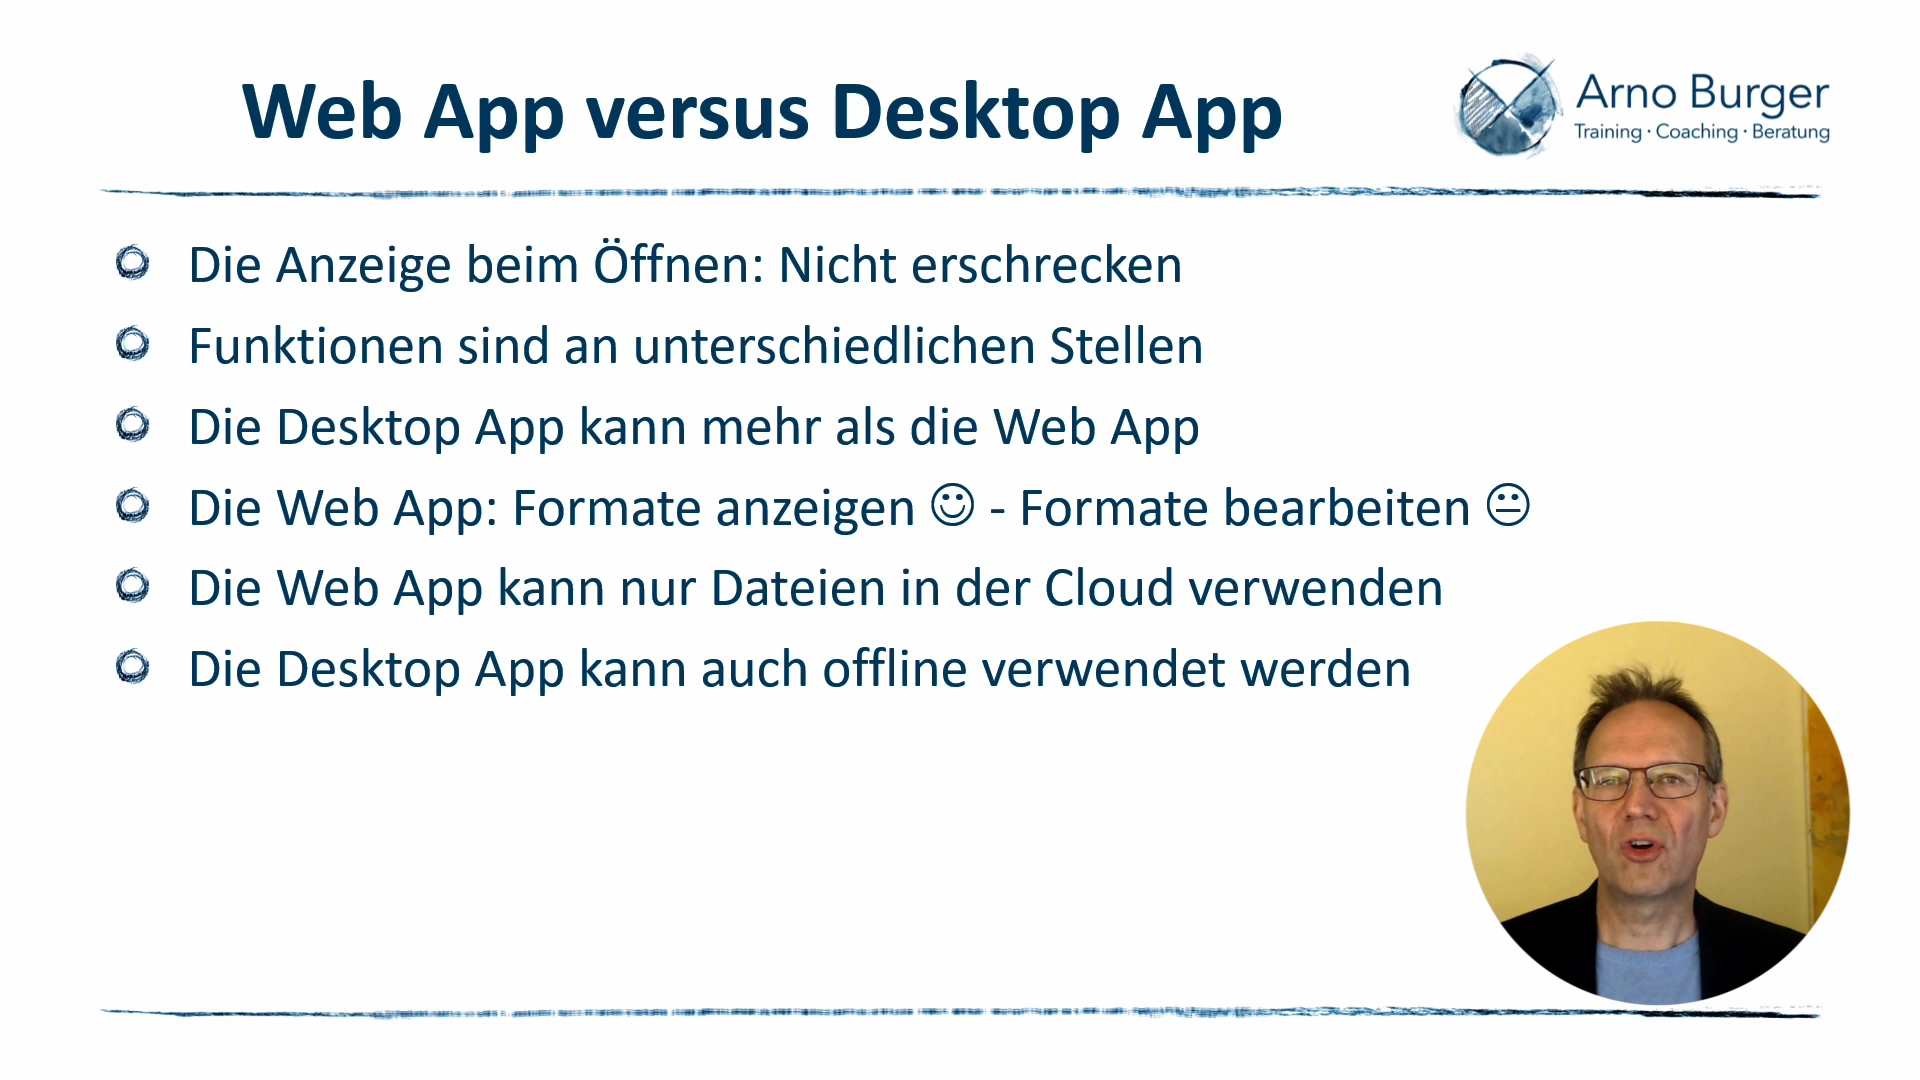 Web App versus Desktop App
Arno Burger
Training · Coaching · Beratung
Die Anzeige beim Öffnen: Nicht erschrecken
Funktionen sind an unterschiedlichen Stellen
Die Desktop App kann mehr als die Web App
Die Web App: Formate anzeigen ☺ - Formate bearbeiten 😐
Die Web App kann nur Dateien in der Cloud verwenden
Die Desktop App kann auch offline verwendet werden